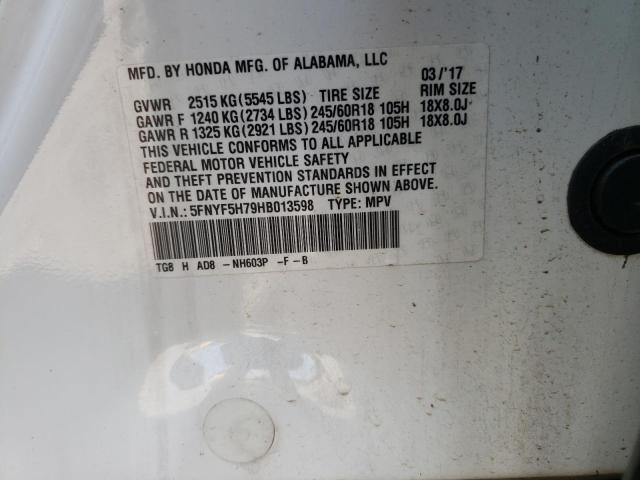 MFD. BY HONDA MFG. OF ALABAMA, LLC
03/'17
GVWR 2515 KG (5545 LBS) TIRE SIZE RIM SIZE
GAWR F 1240 KG (2734 LBS) 245/60R18 105H 18X8.0J
GAWR R 1325 KG (2921 LBS) 245/60R18 105H 18X8.0J
THIS VEHICLE CONFORMS TO ALL APPLICABLE
FEDERAL MOTOR VEHICLE SAFETY
AND THEFT PREVENTION STANDARDS IN EFFECT
ON THE DATE OF MANUFACTURE SHOWN ABOVE.
V.I.N.: 5FNYF5H79HB013598 TYPE: MPV
TG8 H AD8 -NH603P -F -B